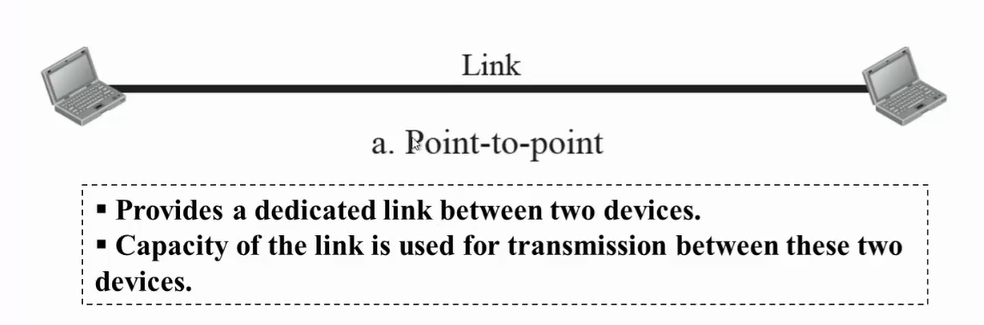 Link
a. Point-to-point
▪ Provides a dedicated link between two devices.
▪ Capacity of the link is used for transmission between these two
devices.